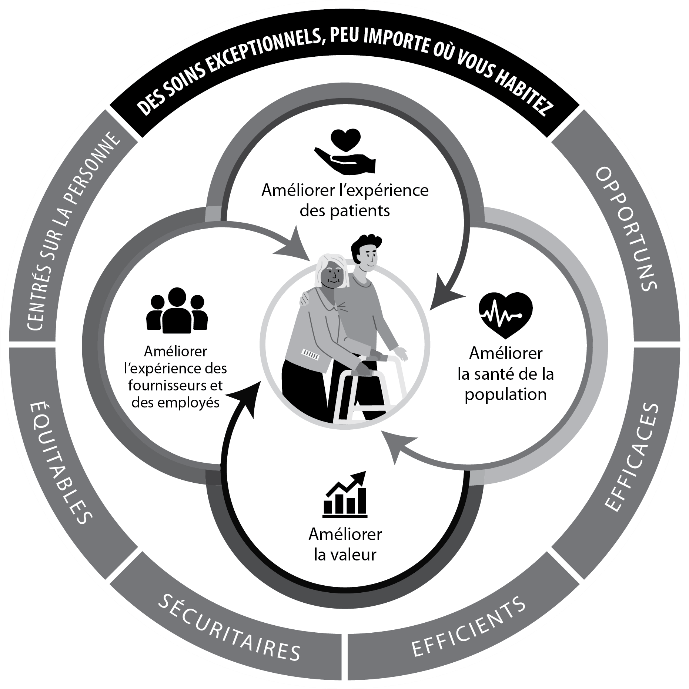 DES SOINS EXCEPTIONNELS, PEU IMPORTE OÙ VOUS HABITEZ
CENTRÉS SUR LA PERSONNE
OPPORTUNS
Améliorer l'expérience
des patients
Améliorer
l'expérience des
fournisseurs et
des employés
Améliorer
la santé de la
population
Améliorer
la valeur
ÉQUITABLES
EFFICACES
SÉCURITAIRES
EFFICIENTS